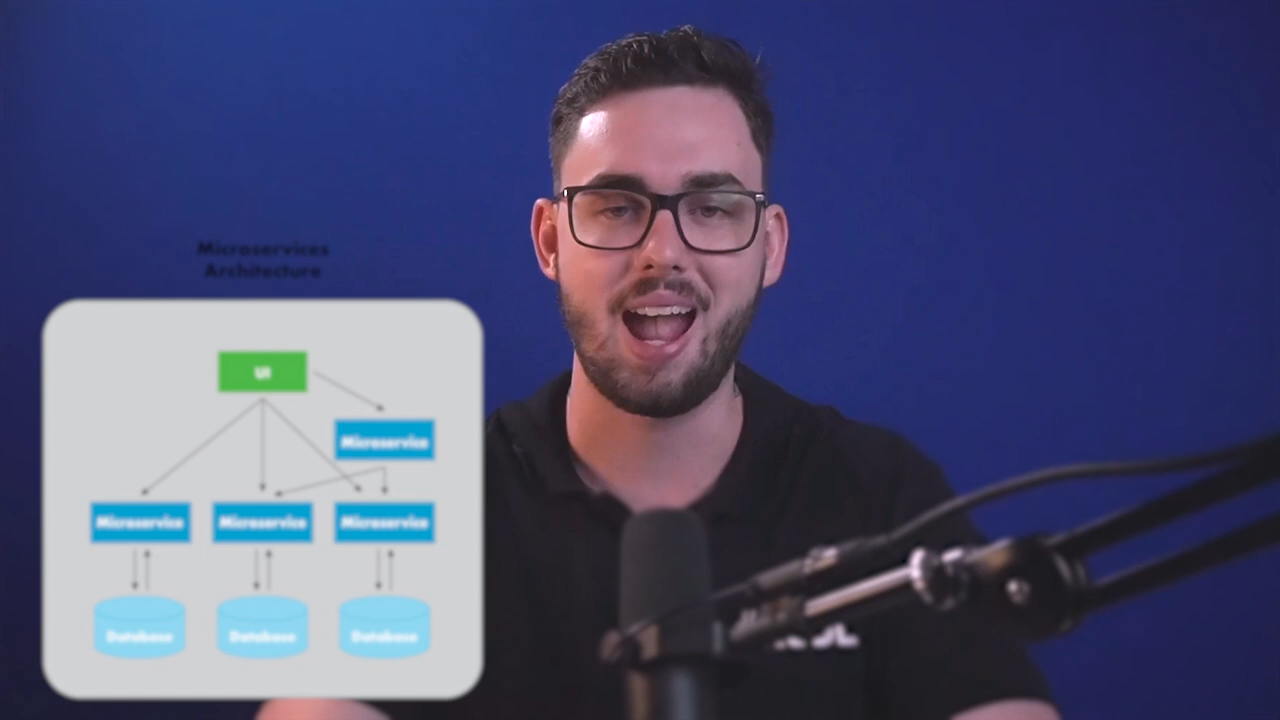 Microservices
Architecture
UI
Microservice
Microservice Microservice Microservice
Database Database Database